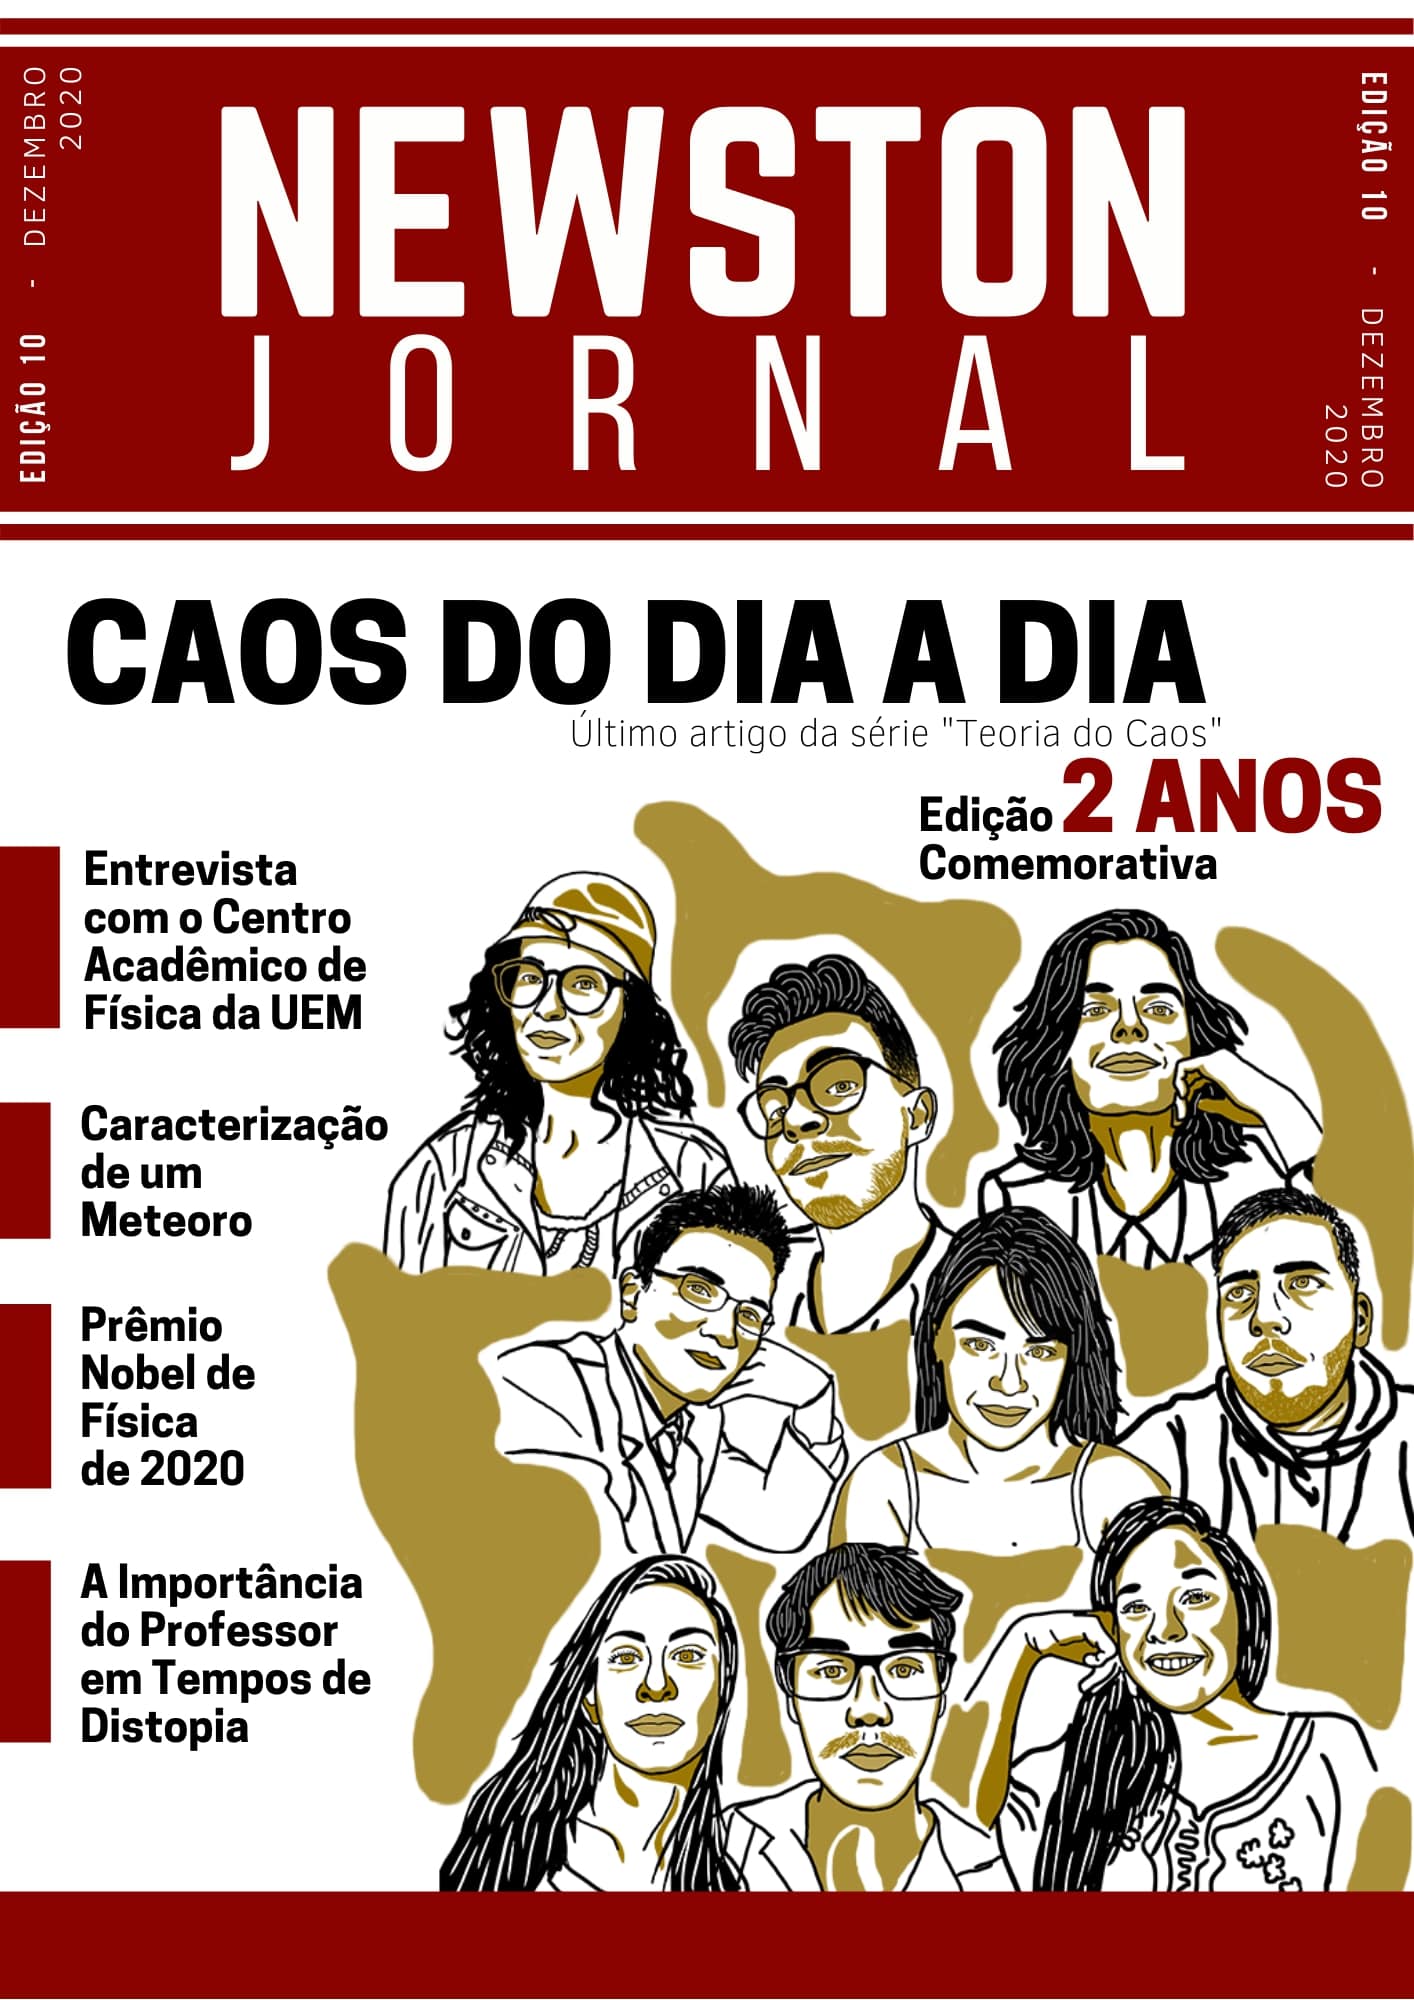 EDIÇÃO 10 - DEZEMBRO
2020
NEWSTON
JORNAL
EDIÇÃO 10 - DEZEMBRO
2020
CAOS DO DIA A DIA
Último artigo da série "Teoria do Caos"
Edição 2 ANOS
Comemorativa
Entrevista
com o Centro
Acadêmico de
Física da UEM
Caracterização
de um
Meteoro
Prêmio
Nobel de
Física
de 2020
A Importância
do Professor
em Tempos de
Distopia